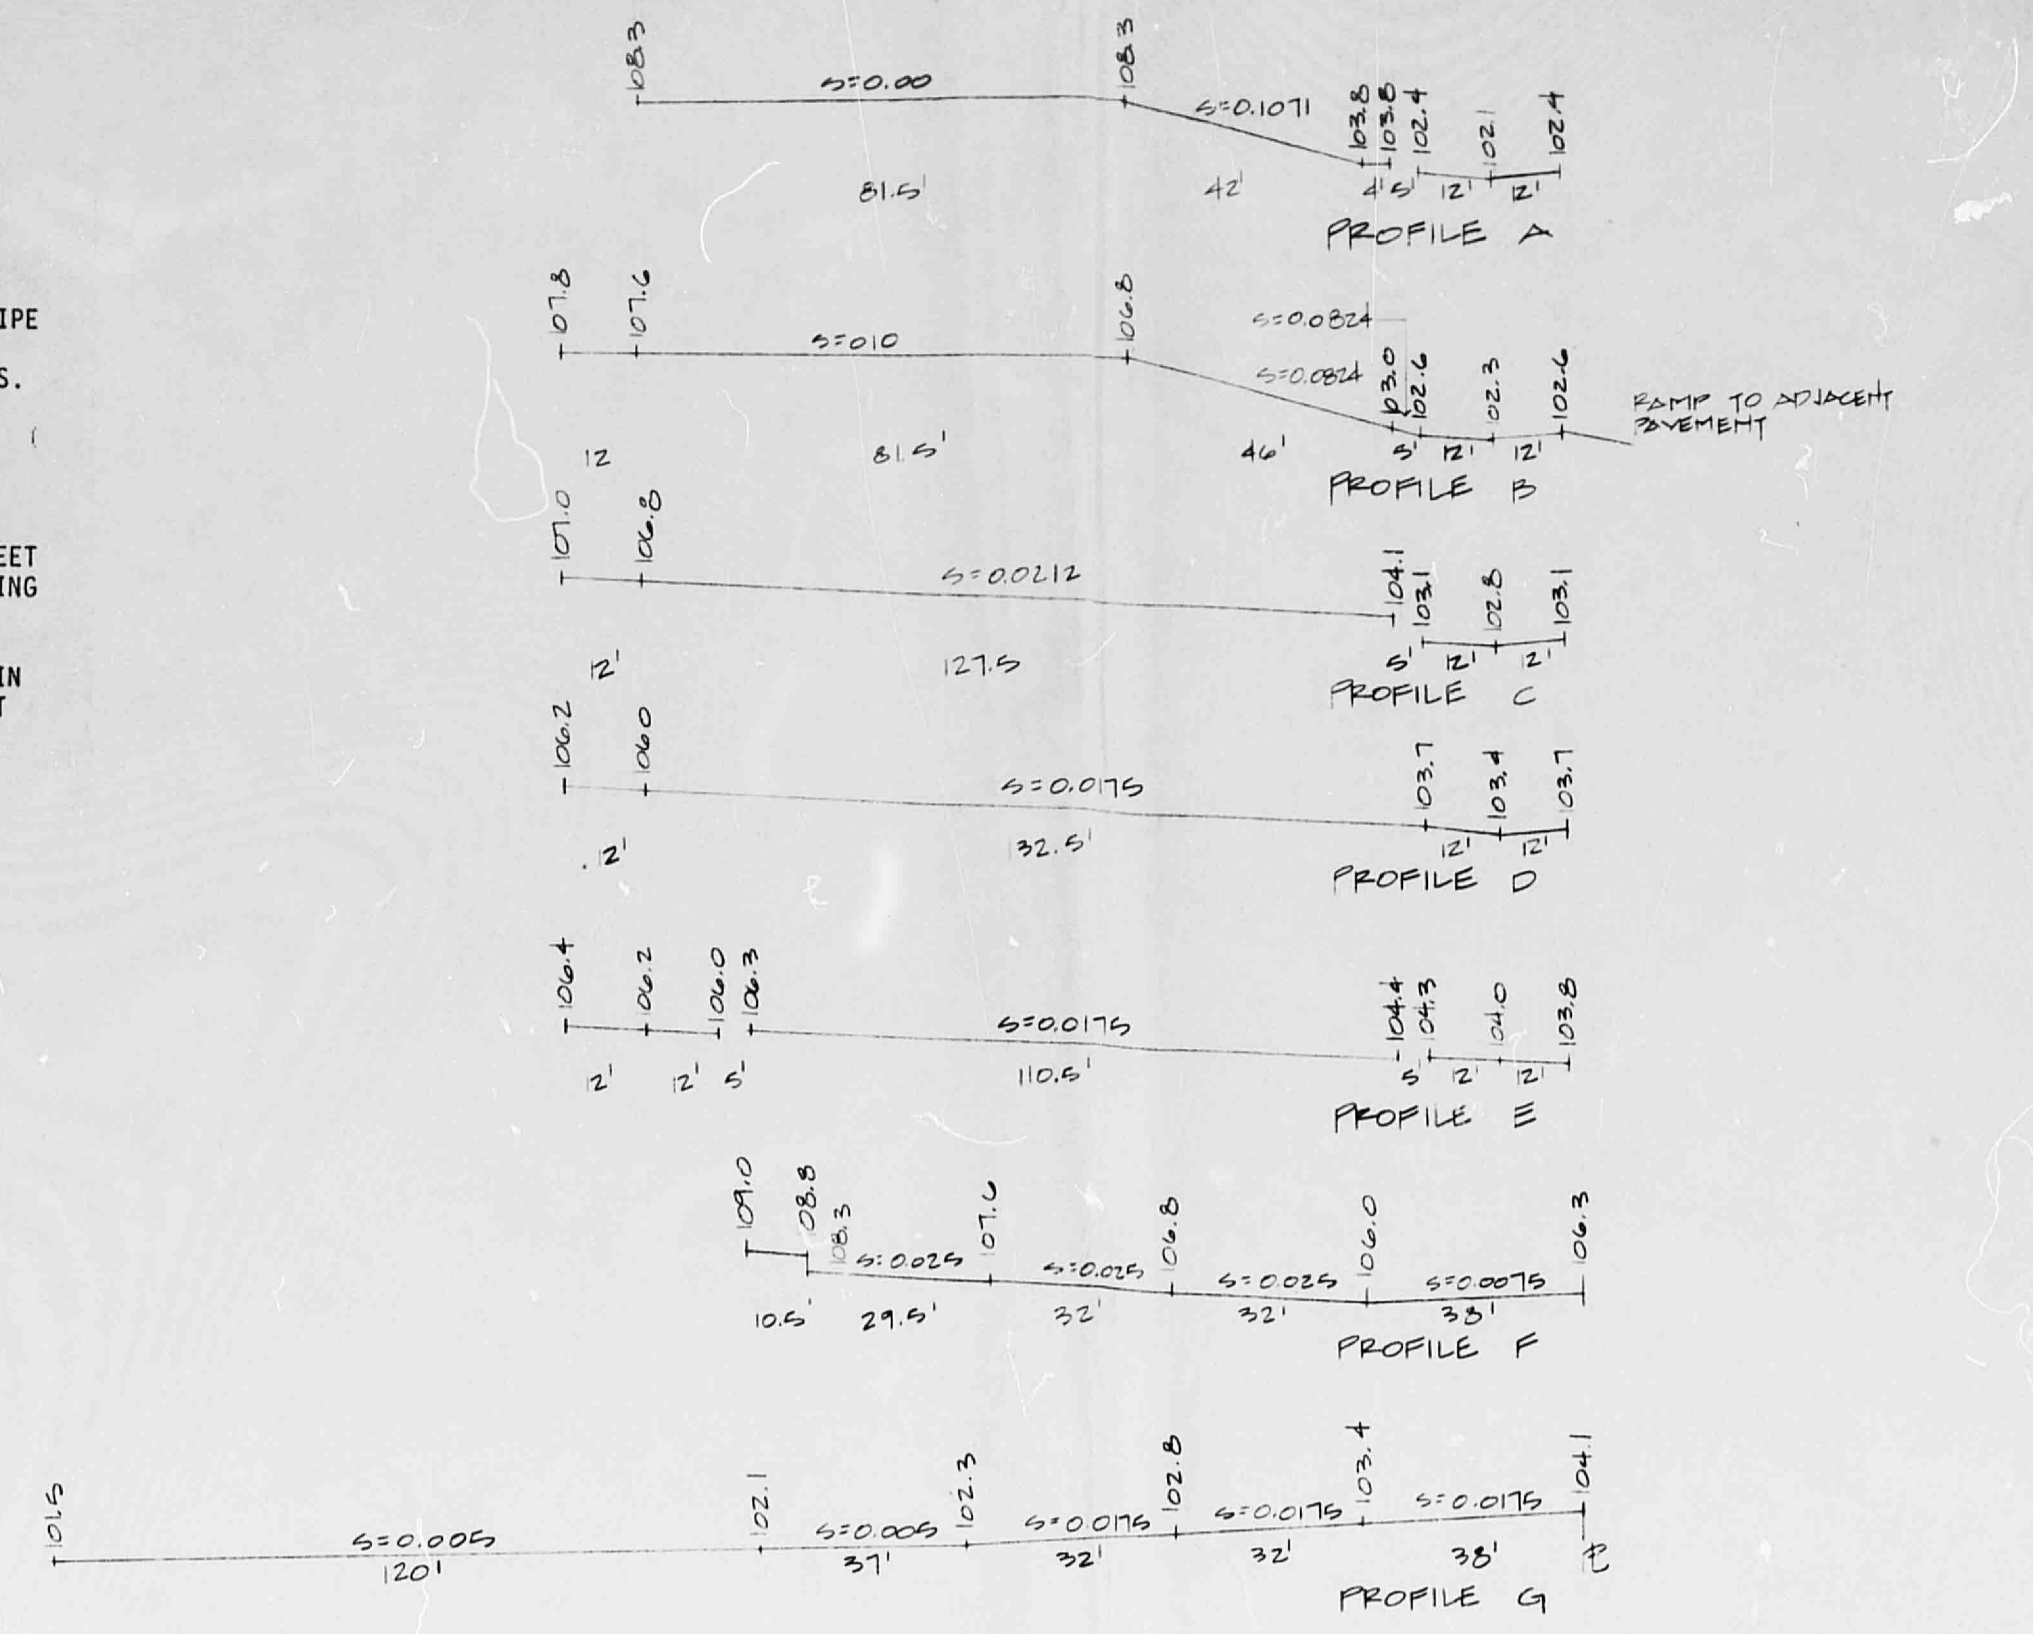 108.3
108.3
S=0.00
S=0.1071
103.8
103.8
102.4
102.1
102.4
81.5'
42'
4' 5' 12' 12'
PROFILE A
107.8
107.6
106.8
S=010
S=0.0824
S=0.0824
103.0
102.6
102.3
102.6
RAMP TO ADJACENT
PAVEMENT
12
81.5'
46'
5' 12' 12'
PROFILE B
107.0
106.8
S=0.0212
104.1
103.1
102.8
103.1
12'
127.5
5' 12' 12'
PROFILE C
106.2
106.0
S=0.0175
103.7
103.4
103.7
12'
132.5'
12' 12'
PROFILE D
106.4
106.2
106.0
106.3
S=0.0175
104.4
104.3
104.0
103.8
12' 12' 5'
110.5'
5' 12' 12'
PROFILE E
109.0
108.8
108.3
S=0.025
107.6
S=0.025
106.8
S=0.025
106.0
S=0.0075
106.3
10.5' 29.5' 32' 32' 38'
PROFILE F
101.5
S=0.005
102.1
S=0.005
102.3
S=0.0175
102.8
S=0.0175
103.4
S=0.0175
104.1
120' 37' 32' 32' 38'
PROFILE G
IPE
S.
EET
ING
IN
T